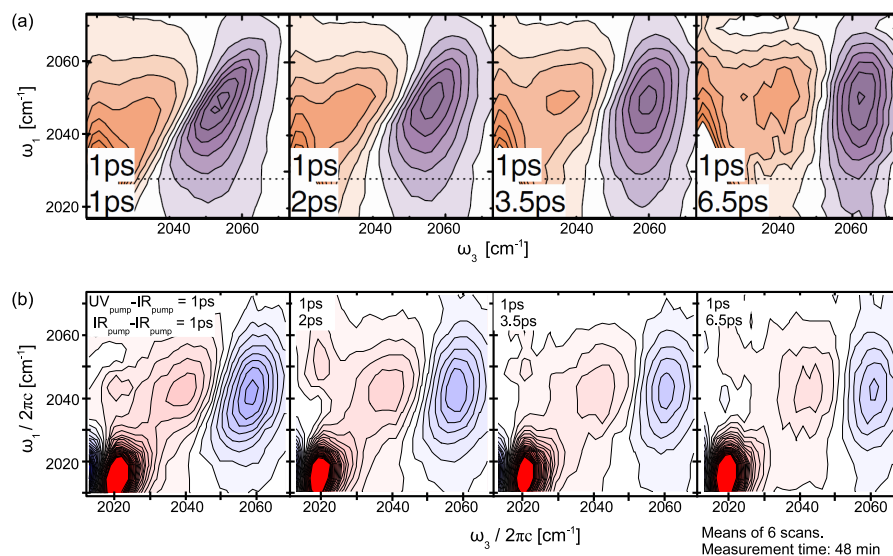 (a)
2070
2040
2020
ω₁ [cm⁻¹]
1ps
1ps
1ps
2ps
1ps
3.5ps
1ps
6.5ps
2040 2060 2040 2060 2040 2060 2040 2060
ω₃ [cm⁻¹]
(b)
2070
2040
2020
ω₁ / 2πc [cm⁻¹]
UVpump-IRpump = 1ps
IRpump-IRpump = 1ps
1ps
2ps
1ps
3.5ps
1ps
6.5ps
2020 2040 2060 2020 2040 2060 2020 2040 2060 2020 2040 2060
ω₃ / 2πc [cm⁻¹]
Means of 6 scans.
Measurement time: 48 min